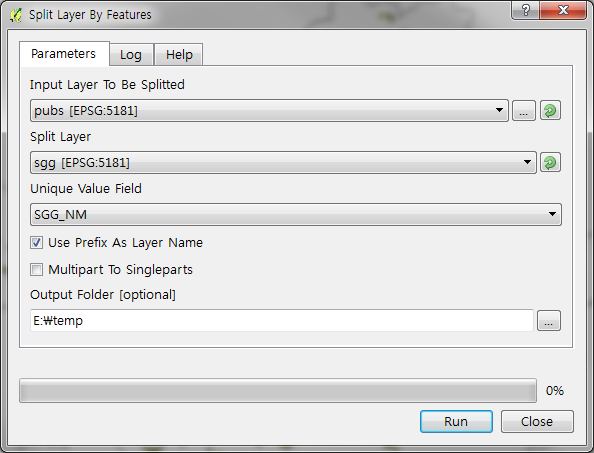 Split Layer By Features
Parameters
Log
Help
Input Layer To Be Splitted
pubs [EPSG:5181]
...
Split Layer
sgg [EPSG:5181]
Unique Value Field
SGG_NM
Use Prefix As Layer Name
Multipart To Singleparts
Output Folder [optional]
E:₩temp
...
0%
Run
Close